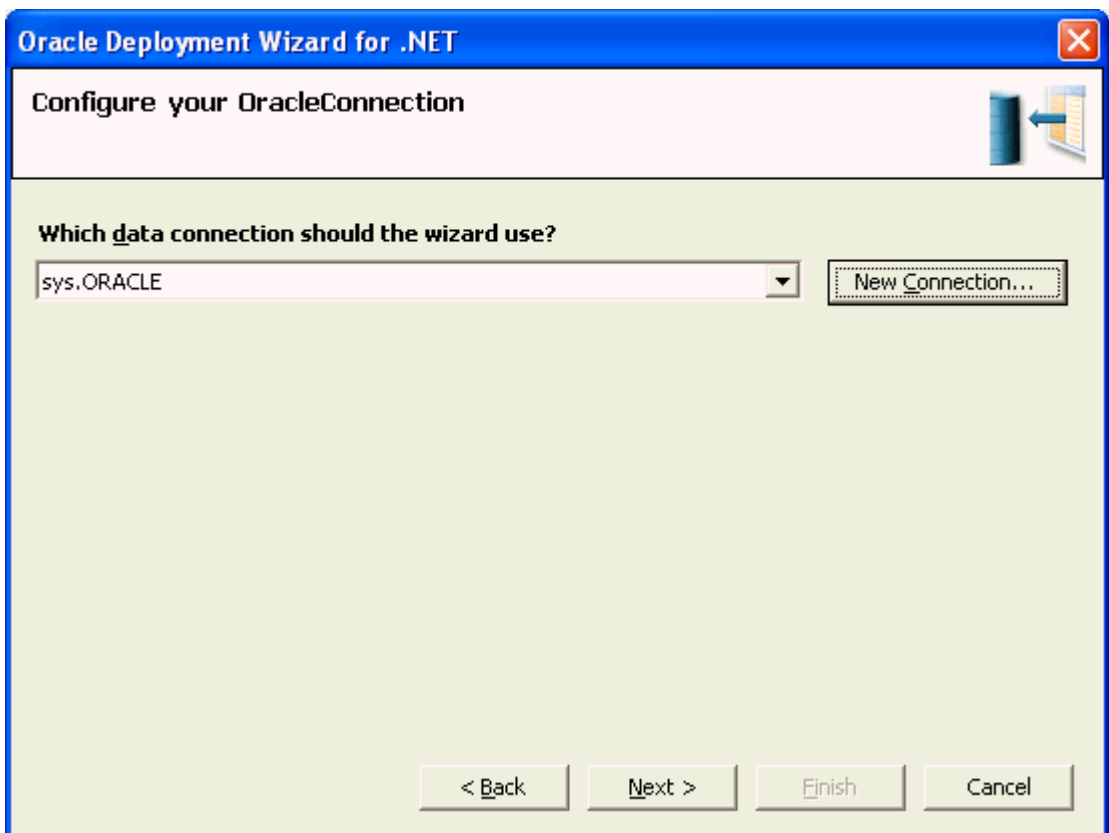 Oracle Deployment Wizard for .NET
Configure your OracleConnection
Which data connection should the wizard use?
sys.ORACLE
New Connection...
< Back Next > Finish Cancel